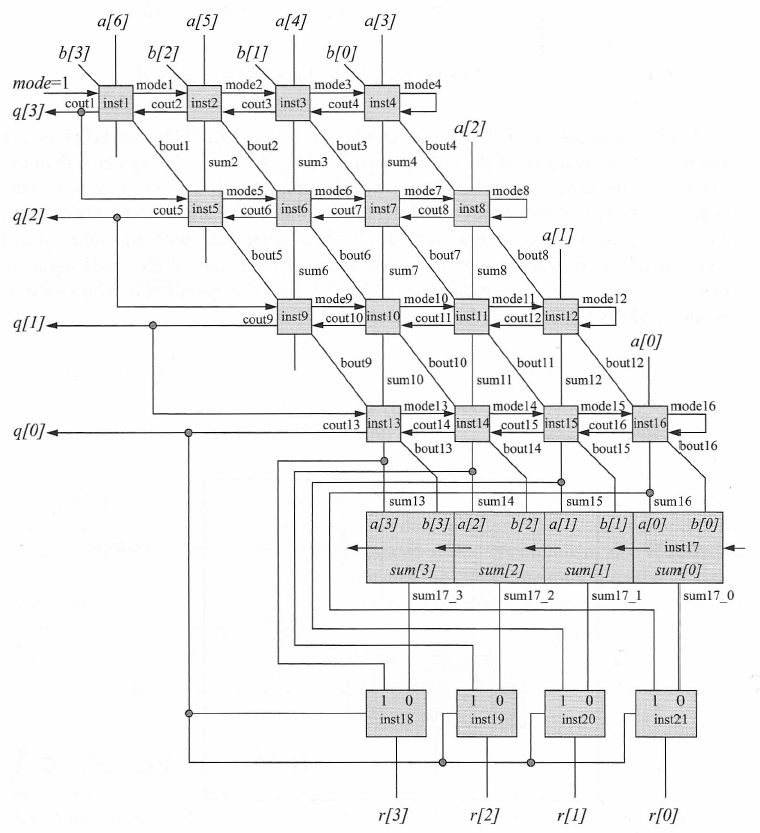 a[6] a[5] a[4] a[3]
b[3] b[2] b[1] b[0]
mode=1 mode1 mode2 mode3 mode4
inst1 inst2 inst3 inst4
q[3] cout1 cout2 cout3 cout4
a[2]
bout1 bout2 bout3 bout4
sum2 sum3 sum4
mode5 mode6 mode7 mode8
inst5 inst6 inst7 inst8
q[2] cout5 cout6 cout7 cout8
a[1]
bout5 bout6 bout7 bout8
sum6 sum7 sum8
mode9 mode10 mode11 mode12
inst9 inst10 inst11 inst12
q[1] cout9 cout10 cout11 cout12
a[0]
bout9 bout10 bout11 bout12
sum10 sum11 sum12
mode13 mode14 mode15 mode16
inst13 inst14 inst15 inst16
q[0] cout13 cout14 cout15 cout16
bout13 bout14 bout15 bout16
sum13 sum14 sum15 sum16
a[3] b[3] a[2] b[2] a[1] b[1] a[0] b[0]
inst17
sum[3] sum[2] sum[1] sum[0]
sum17_3 sum17_2 sum17_1 sum17_0
1 0 1 0 1 0 1 0
inst18 inst19 inst20 inst21
r[3] r[2] r[1] r[0]